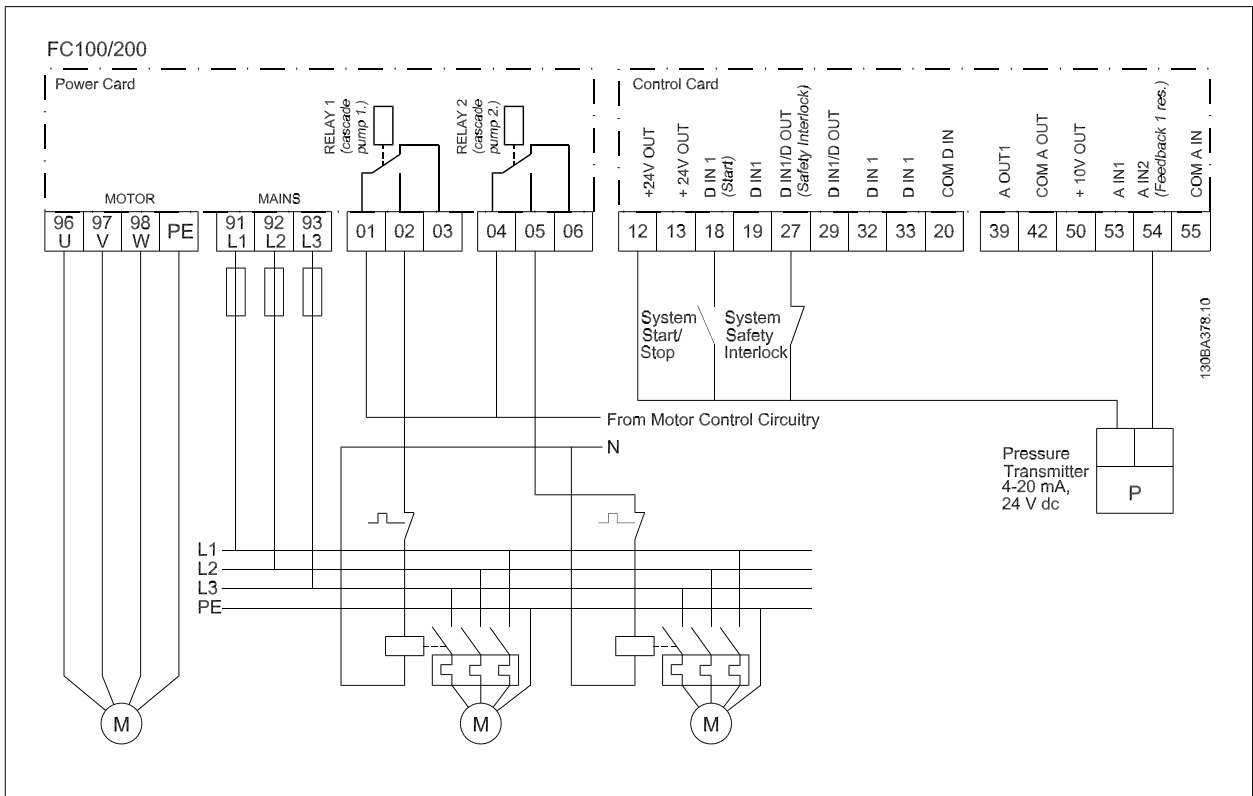 FC100/200
Power Card
Control Card
RELAY 1
(cascade
pump 1.)
RELAY 2
(cascade
pump 2.)
+24V OUT
+ 24V OUT
D IN 1
(Start)
D IN1
D IN1/D OUT
(Safety Interlock)
D IN1/D OUT
D IN 1
D IN1
COM D IN
A OUT1
COM A OUT
+ 10V OUT
A IN1
A IN2
(Feedback 1 res.)
COM A IN
MOTOR
MAINS
96 97 98 PE 91 92 93 01 02 03 04 05 06 12 13 18 19 27 29 32 33 20 39 42 50 53 54 55
U V W L1 L2 L3
130BA378.10
System
Start/
Stop
System
Safety
Interlock
From Motor Control Circuitry
N
Pressure
Transmitter
4-20 mA,
24 V dc
P
L1
L2
L3
PE
M
M
M